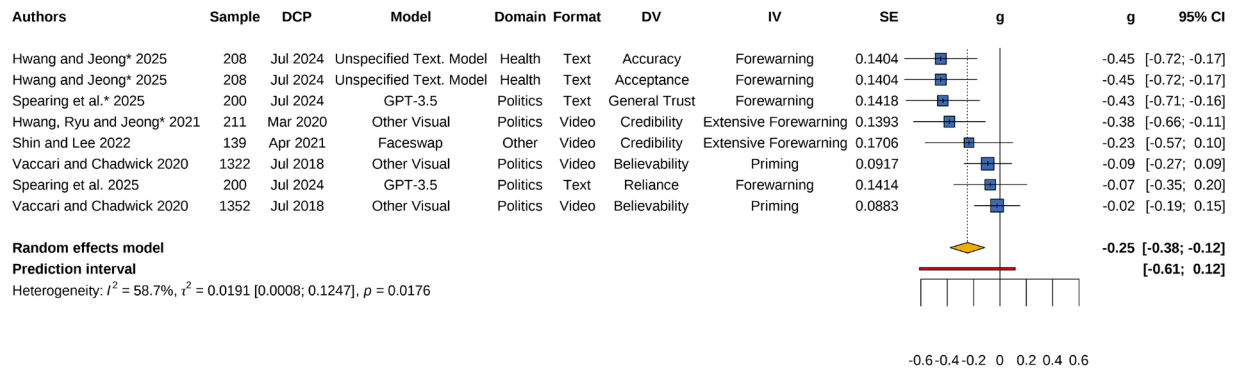 Authors Sample DCP Model Domain Format DV IV SE g g 95% CI
Hwang and Jeong* 2025 208 Jul 2024 Unspecified Text. Model Health Text Accuracy Forewarning 0.1404 -0.45 [-0.72; -0.17]
Hwang and Jeong* 2025 208 Jul 2024 Unspecified Text. Model Health Text Acceptance Forewarning 0.1404 -0.45 [-0.72; -0.17]
Spearing et al.* 2025 200 Jul 2024 GPT-3.5 Politics Text General Trust Forewarning 0.1418 -0.43 [-0.71; -0.16]
Hwang, Ryu and Jeong* 2021 211 Mar 2020 Other Visual Politics Video Credibility Extensive Forewarning 0.1393 -0.38 [-0.66; -0.11]
Shin and Lee 2022 139 Apr 2021 Faceswap Other Video Credibility Extensive Forewarning 0.1706 -0.23 [-0.57; 0.10]
Vaccari and Chadwick 2020 1322 Jul 2018 Other Visual Politics Video Believability Priming 0.0917 -0.09 [-0.27; 0.09]
Spearing et al. 2025 200 Jul 2024 GPT-3.5 Politics Text Reliance Forewarning 0.1414 -0.07 [-0.35; 0.20]
Vaccari and Chadwick 2020 1352 Jul 2018 Other Visual Politics Video Believability Priming 0.0883 -0.02 [-0.19; 0.15]
Random effects model -0.25 [-0.38; -0.12]
Prediction interval [-0.61; 0.12]
Heterogeneity: I² = 58.7%, τ² = 0.0191 [0.0008; 0.1247], p = 0.0176
-0.6 -0.4 -0.2 0 0.2 0.4 0.6